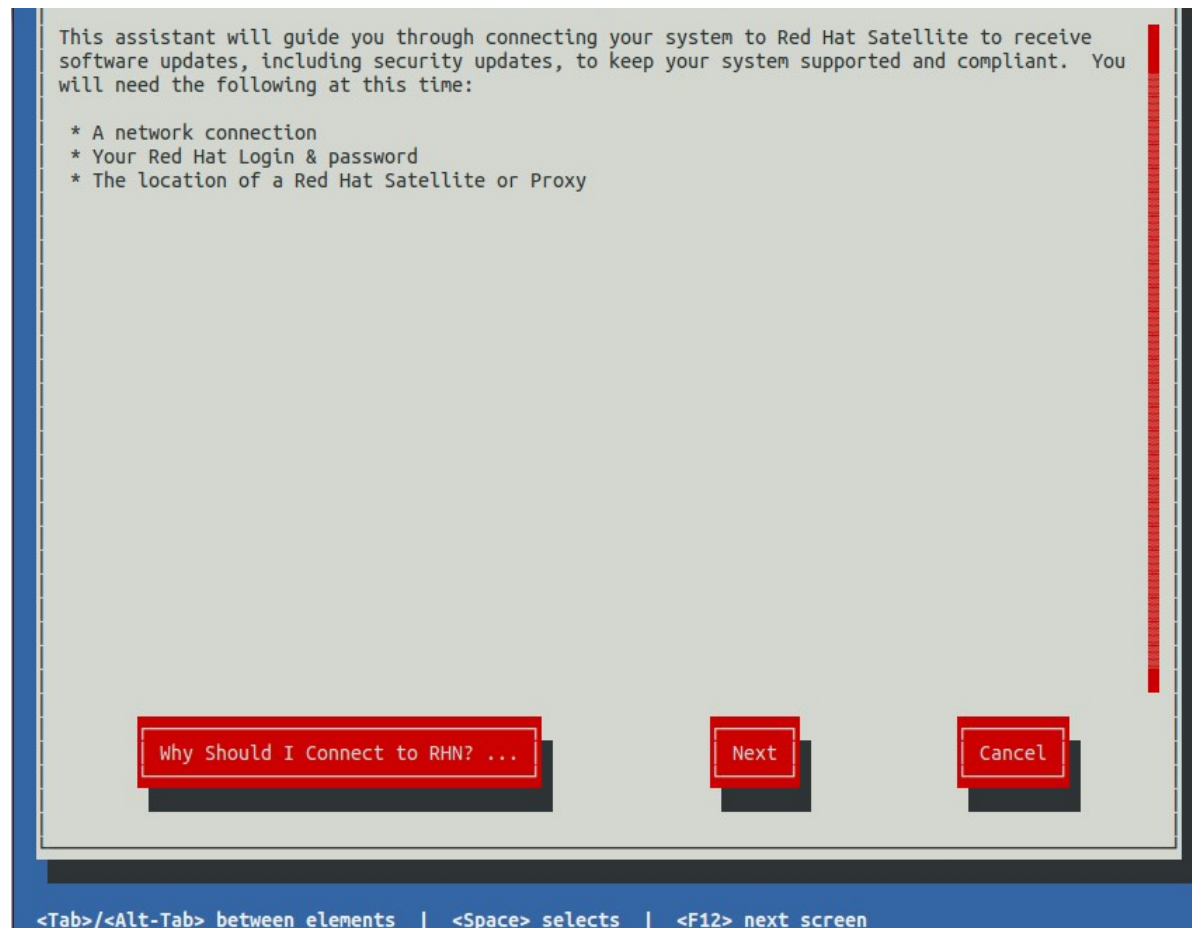 This assistant will guide you through connecting your system to Red Hat Satellite to receive
software updates, including security updates, to keep your system supported and compliant.  You
will need the following at this time:
* A network connection
* Your Red Hat Login & password
* The location of a Red Hat Satellite or Proxy
Why Should I Connect to RHN? ...
Next
Cancel
<Tab>/<Alt-Tab> between elements  |  <Space> selects  |  <F12> next screen